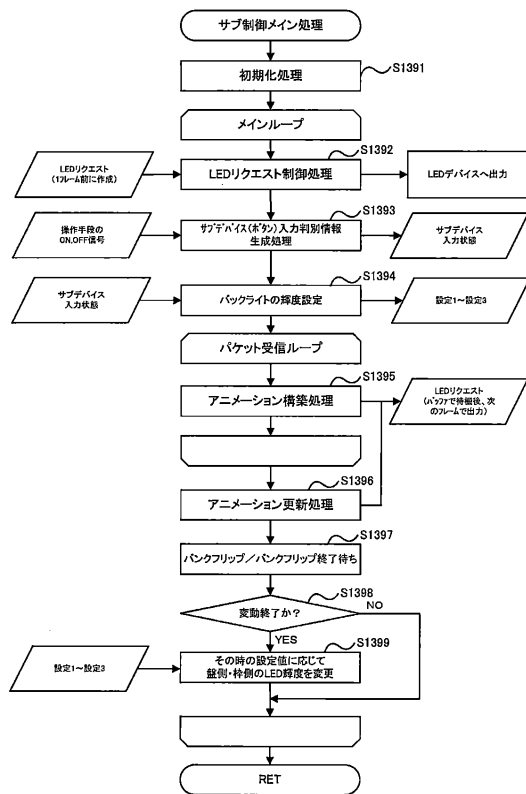 サブ制御メイン処理
S1391
初期化処理
メインループ
S1392
LEDリクエスト
(1フレーム前に作成)
LEDリクエスト制御処理
LEDデバイスへ出力
S1393
操作手段の
ON,OFF信号
サブデバイス(ボタン)入力判別情報
生成処理
サブデバイス
入力状態
S1394
サブデバイス
入力状態
バックライトの輝度設定
設定1~設定3
パケット受信ループ
S1395
アニメーション構築処理
LEDリクエスト
(バッファで待機後、次
のフレームで出力)
S1396
アニメーション更新処理
S1397
バンクフリップ/バンクフリップ終了待ち
S1398
変動終了か?
NO
YES
S1399
設定1~設定3
その時の設定値に応じて
盤側・枠側のLED輝度を変更
RET